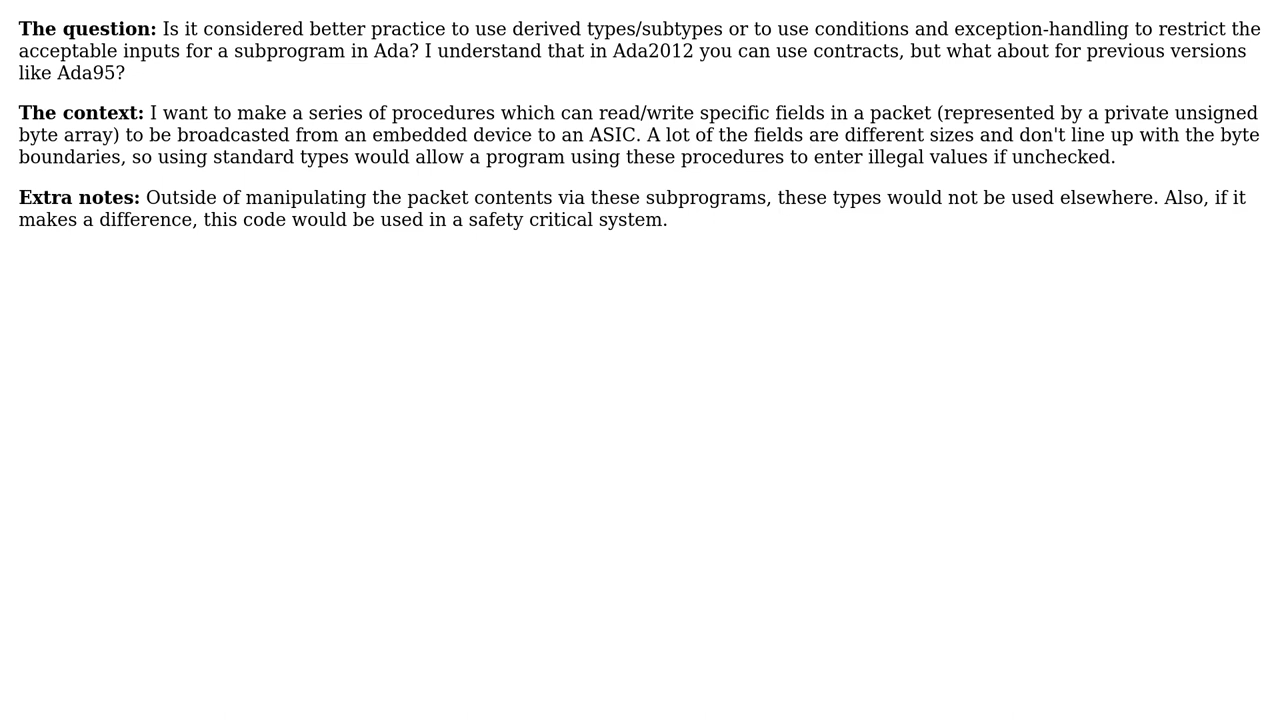 The question: Is it considered better practice to use derived types/subtypes or to use conditions and exception-handling to restrict the
acceptable inputs for a subprogram in Ada? I understand that in Ada2012 you can use contracts, but what about for previous versions
like Ada95?
The context: I want to make a series of procedures which can read/write specific fields in a packet (represented by a private unsigned
byte array) to be broadcasted from an embedded device to an ASIC. A lot of the fields are different sizes and don't line up with the byte
boundaries, so using standard types would allow a program using these procedures to enter illegal values if unchecked.
Extra notes: Outside of manipulating the packet contents via these subprograms, these types would not be used elsewhere. Also, if it
makes a difference, this code would be used in a safety critical system.